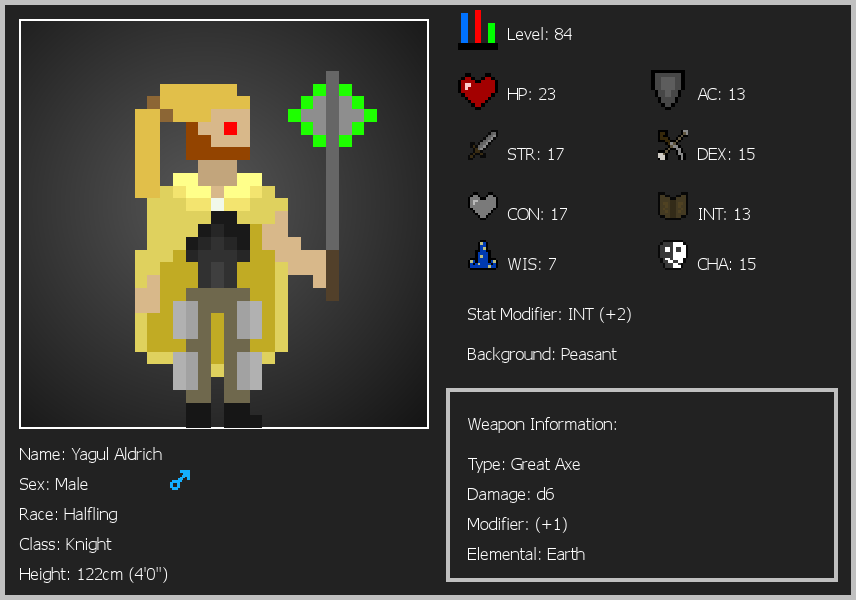 Level: 84
HP: 23
AC: 13
STR: 17
DEX: 15
CON: 17
INT: 13
WIS: 7
CHA: 15
Stat Modifier: INT (+2)
Background: Peasant
Name: Yagul Aldrich
Sex: Male
Race: Halfling
Class: Knight
Height: 122cm (4'0")
Weapon Information:
Type: Great Axe
Damage: d6
Modifier: (+1)
Elemental: Earth